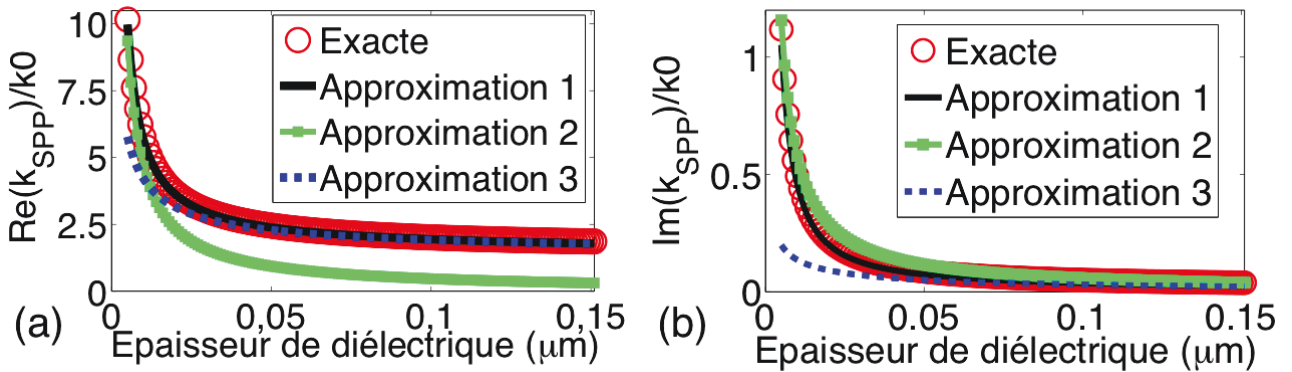 Re(k_SPP)/k0
10
7.5
5
2.5
0
Exacte
Approximation 1
Approximation 2
Approximation 3
0
0,05
0,1
0,15
(a)
Epaisseur de diélectrique (μm)
Im(k_SPP)/k0
1
0.5
0
Exacte
Approximation 1
Approximation 2
Approximation 3
0
0.05
0.1
0.15
(b)
Epaisseur de diélectrique (μm)